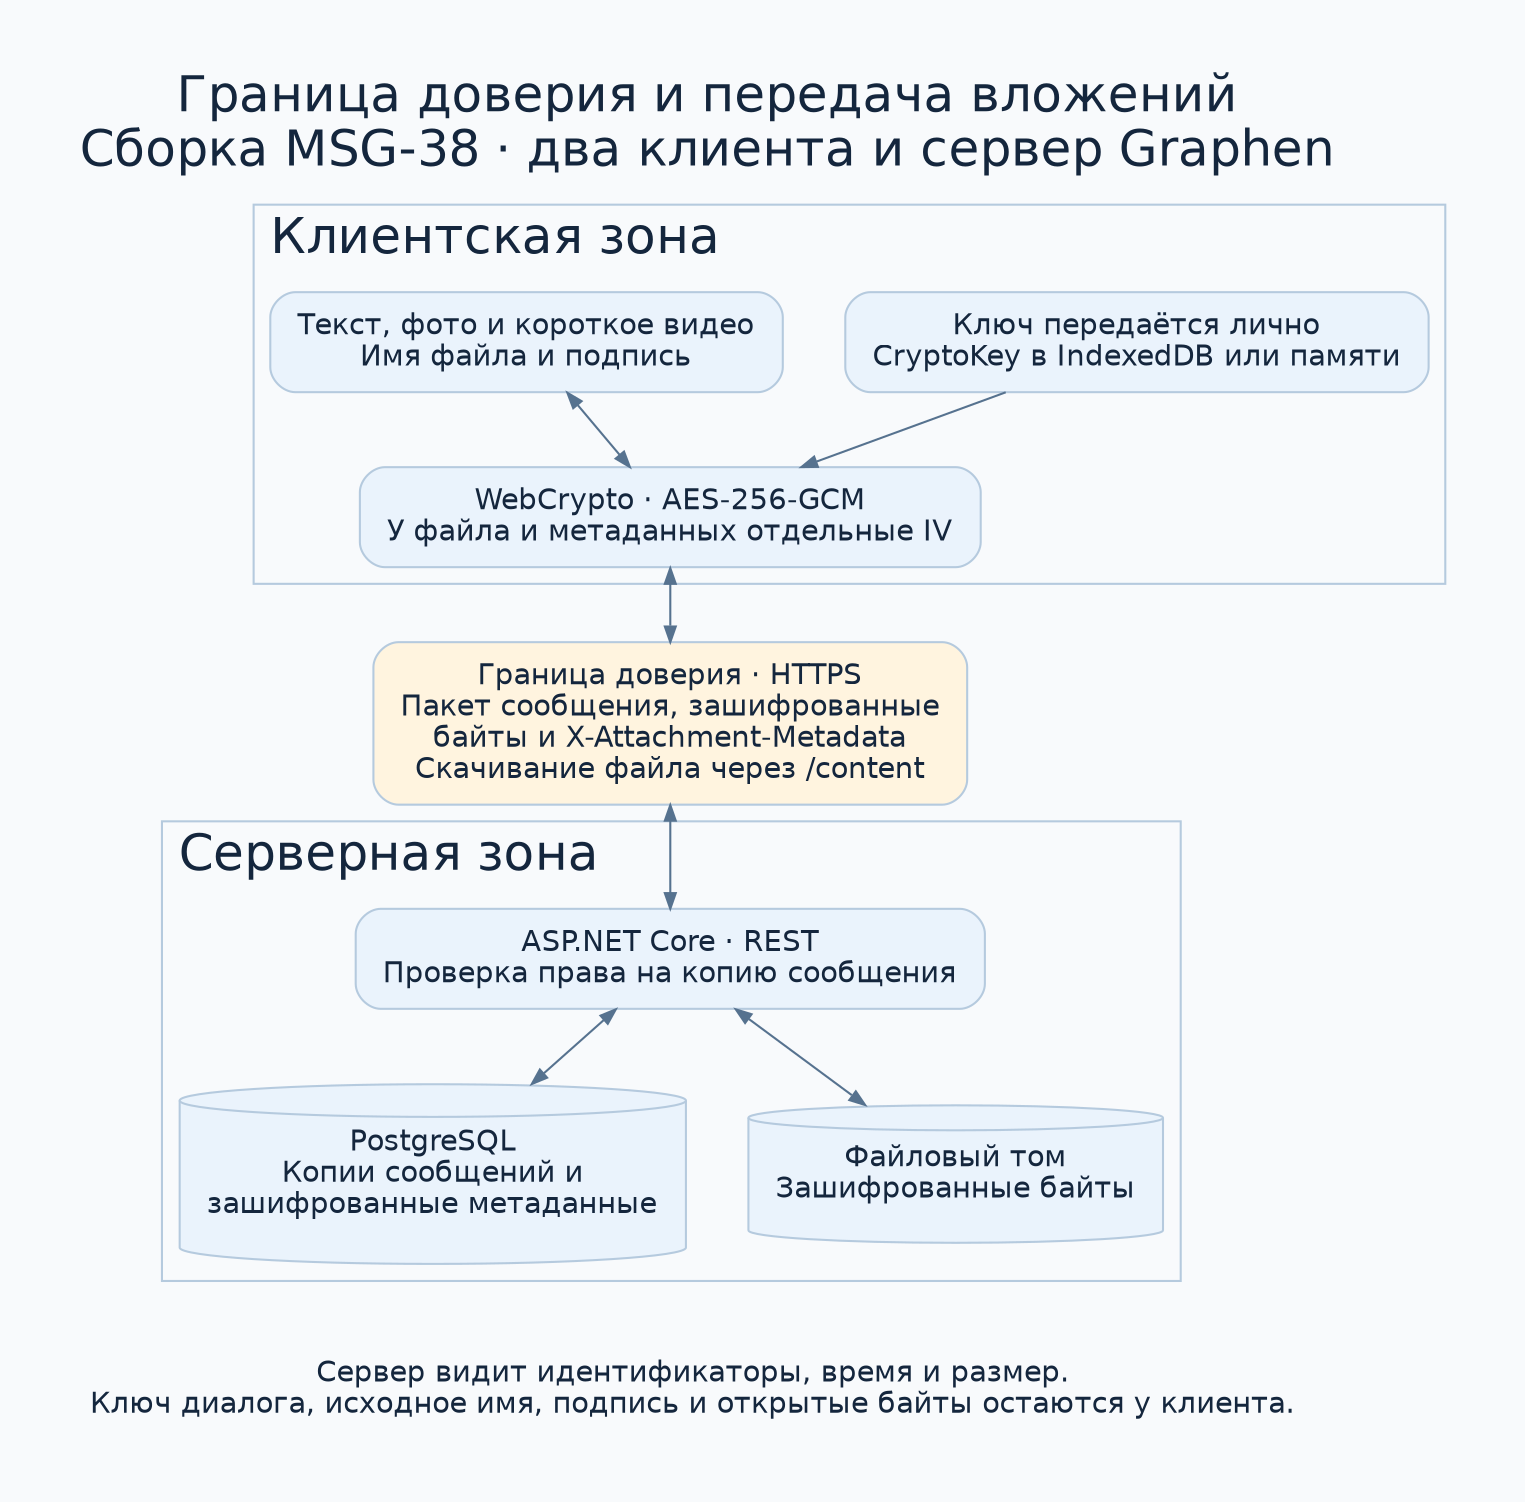 Граница доверия и передача вложений
Сборка MSG-38 · два клиента и сервер Graphen
Клиентская зона
Текст, фото и короткое видео
Имя файла и подпись
Ключ передаётся лично
CryptoKey в IndexedDB или памяти
WebCrypto · AES-256-GCM
У файла и метаданных отдельные IV
Граница доверия · HTTPS
Пакет сообщения, зашифрованные
байты и X-Attachment-Metadata
Скачивание файла через /content
Серверная зона
ASP.NET Core · REST
Проверка права на копию сообщения
PostgreSQL
Копии сообщений и
зашифрованные метаданные
Файловый том
Зашифрованные байты
Сервер видит идентификаторы, время и размер.
Ключ диалога, исходное имя, подпись и открытые байты остаются у клиента.